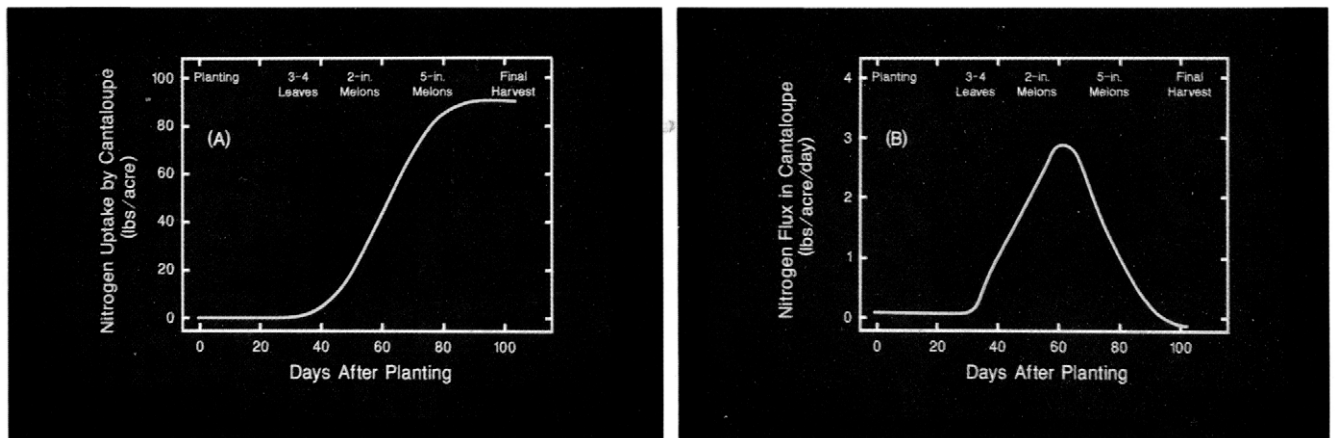 Nitrogen Uptake by Cantaloupe
(lbs/acre)
100
80
60
40
20
0
Planting
3-4
Leaves
2-in.
Melons
5-in.
Melons
Final
Harvest
(A)
0 20 40 60 80 100
Days After Planting
Nitrogen Flux in Cantaloupe
(lbs/acre/day)
4
3
2
1
0
Planting
3-4
Leaves
2-in.
Melons
5-in.
Melons
Final
Harvest
(B)
0 20 40 60 80 100
Days After Planting